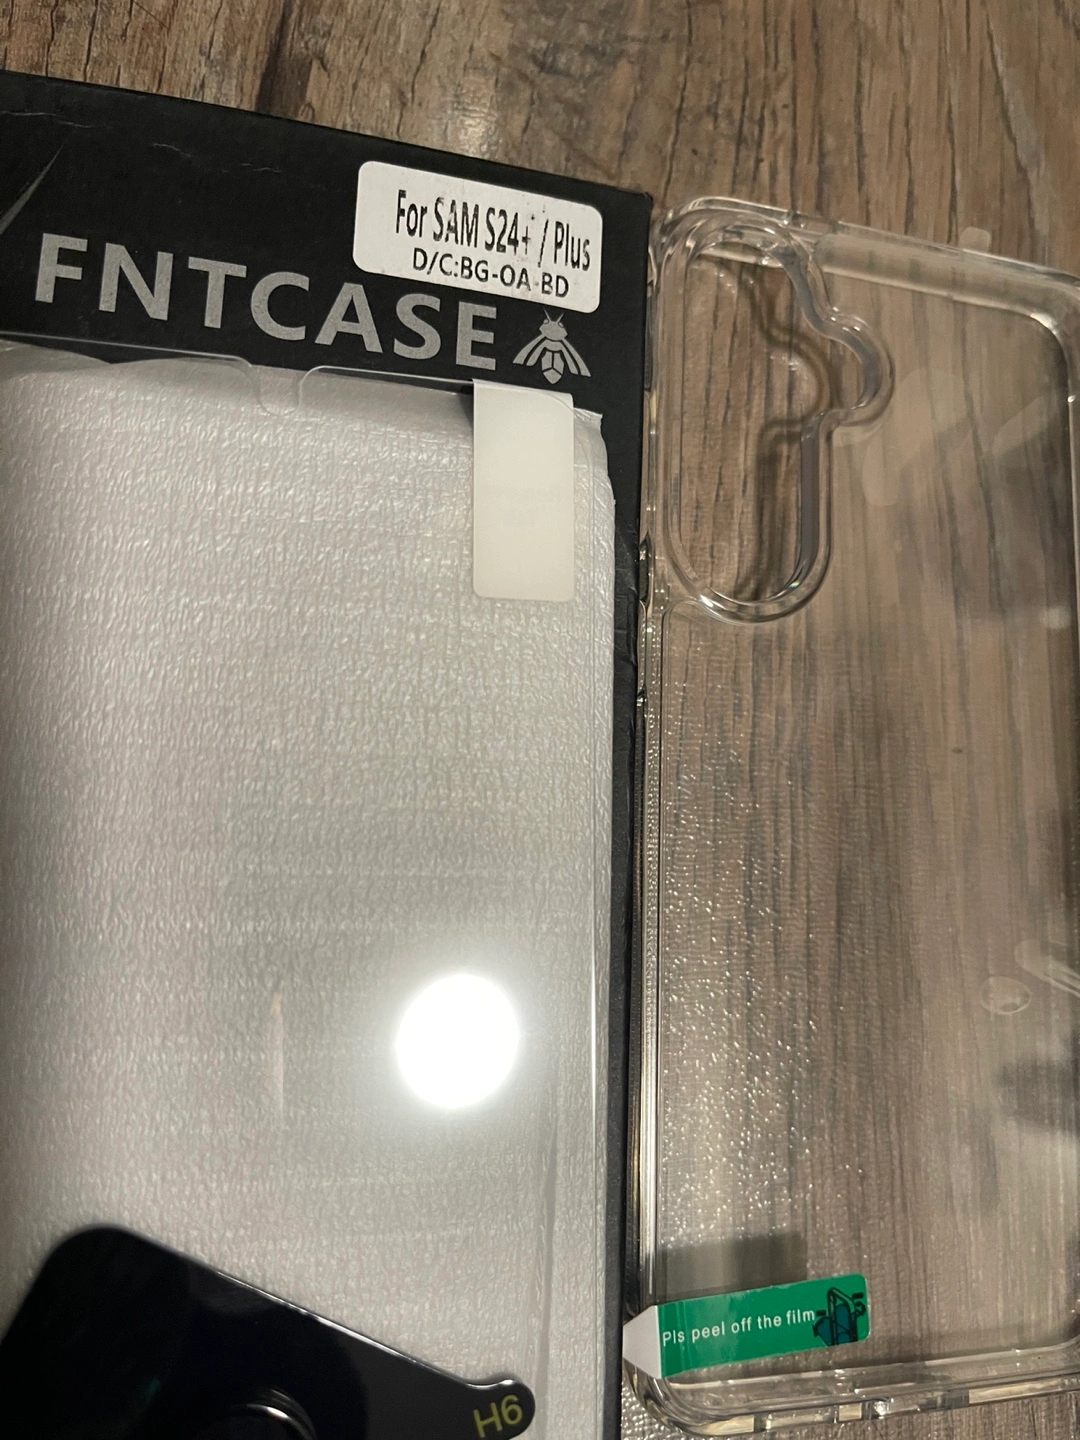 For SAM S24+ / Plus
D/C:BG-OA-BD
FNTCASE
Pls peel off the film
H6